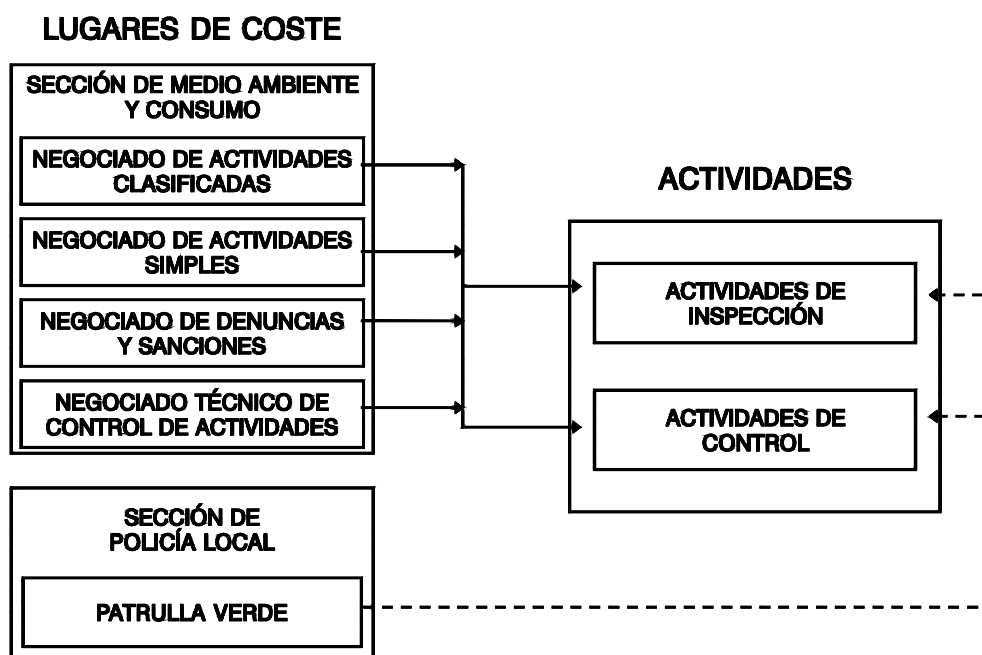 LUGARES DE COSTE
SECCIÓN DE MEDIO AMBIENTE
Y CONSUMO
NEGOCIADO DE ACTIVIDADES
CLASIFICADAS
NEGOCIADO DE ACTIVIDADES
SIMPLES
NEGOCIADO DE DENUNCIAS
Y SANCIONES
NEGOCIADO TÉCNICO DE
CONTROL DE ACTIVIDADES
SECCIÓN DE
POLICÍA LOCAL
PATRULLA VERDE
ACTIVIDADES
ACTIVIDADES DE
INSPECCIÓN
ACTIVIDADES DE
CONTROL